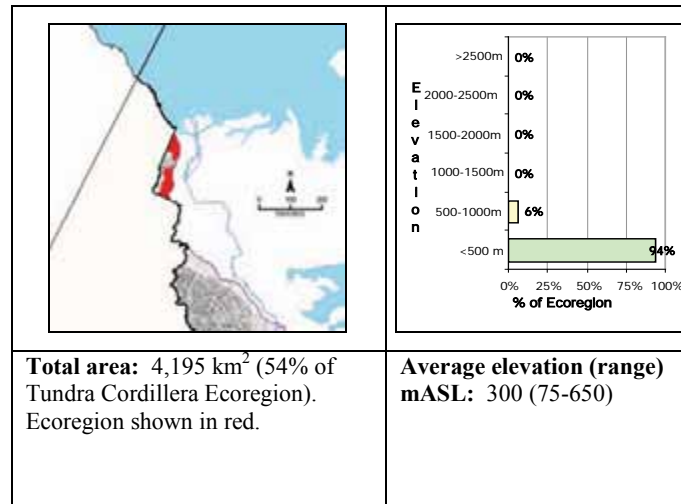 >2500m 0%
2000-2500m 0%
1500-2000m 0%
1000-1500m 0%
500-1000m 6%
<500 m 94%
Elevation
0% 25% 50% 75% 100%
% of Ecoregion
Total area: 4,195 km² (54% of
Tundra Cordillera Ecoregion).
Ecoregion shown in red.
Average elevation (range)
mASL: 300 (75-650)